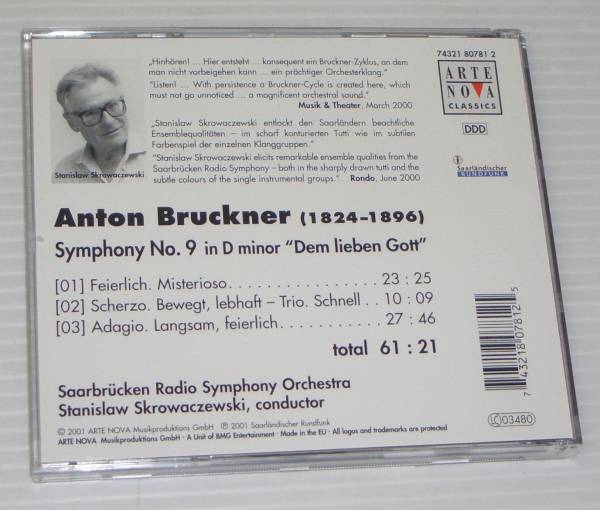 74321 80781 2
„Hinhören! ... Hier entsteht ... konsequent ein Bruckner-Zyklus, an dem
man nicht vorbeigehen kann ... ein prächtiger Orchesterklang.“
“Listen! ... With persistence a Bruckner-Cycle is created here, which
must not go unnoticed ... a magnificent orchestral sound.”
Musik & Theater, March 2000
„Stanislaw Skrowaczewski entlockt den Saarländern beachtliche
Ensemblequalitäten – im scharf konturierten Tutti wie im subtilen
Farbenspiel der einzelnen Klanggruppen.“
“Stanislaw Skrowaczewski elicits remarkable ensemble qualities from the
Saarbrücken Radio Symphony – both in the sharply drawn tutti and the
subtle colours of the single instrumental groups.” Rondo, June 2000
Stanislaw Skrowaczewski
ARTE
NOVA
CLASSICS
DDD
Saarländischer
RUNDFUNK
Anton Bruckner (1824–1896)
Symphony No. 9 in D minor “Dem lieben Gott”
[01] Feierlich. Misterioso................ 23 : 25
[02] Scherzo. Bewegt, lebhaft – Trio. Schnell .. 10 : 09
[03] Adagio. Langsam, feierlich........... 27 : 46
total 61 : 21
Saarbrücken Radio Symphony Orchestra
Stanislaw Skrowaczewski, conductor
© 2001 ARTE NOVA Musikproduktions GmbH · ℗ 2001 Saarländischer Rundfunk
ARTE NOVA Musikproduktions GmbH · A Unit of BMG Entertainment · Made in the EU · All logos and trademarks are protected
7 43218 07812 5
LC 03480